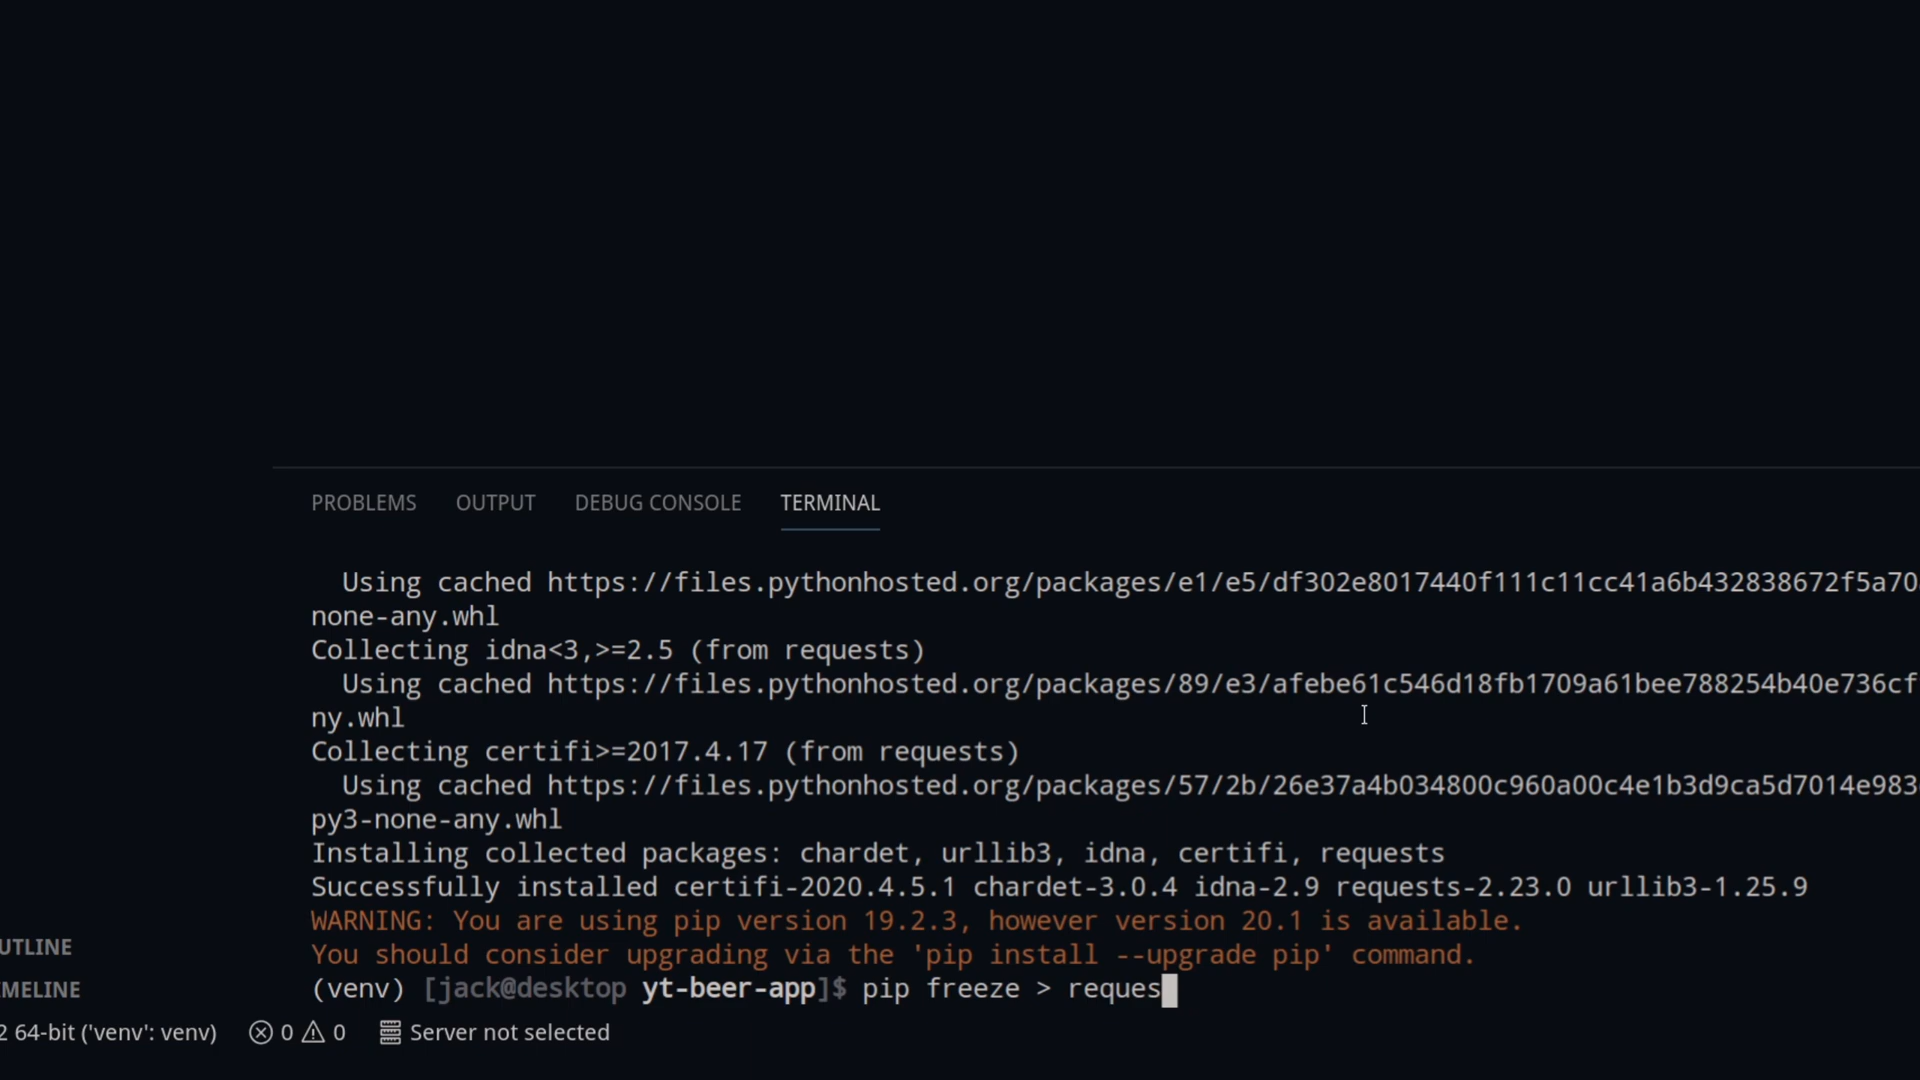 PROBLEMS OUTPUT DEBUG CONSOLE TERMINAL
Using cached https://files.pythonhosted.org/packages/e1/e5/df302e8017440f111c11cc41a6b432838672f5a70
none-any.whl
Collecting idna<3,>=2.5 (from requests)
Using cached https://files.pythonhosted.org/packages/89/e3/afebe61c546d18fb1709a61bee788254b40e736cf
ny.whl
Collecting certifi>=2017.4.17 (from requests)
Using cached https://files.pythonhosted.org/packages/57/2b/26e37a4b034800c960a00c4e1b3d9ca5d7014e983
py3-none-any.whl
Installing collected packages: chardet, urllib3, idna, certifi, requests
Successfully installed certifi-2020.4.5.1 chardet-3.0.4 idna-2.9 requests-2.23.0 urllib3-1.25.9
WARNING: You are using pip version 19.2.3, however version 20.1 is available.
UTLINE
You should consider upgrading via the 'pip install --upgrade pip' command.
IMELINE
(venv) [jack@desktop yt-beer-app]$ pip freeze > reques
2 64-bit ('venv': venv) 0 0 Server not selected